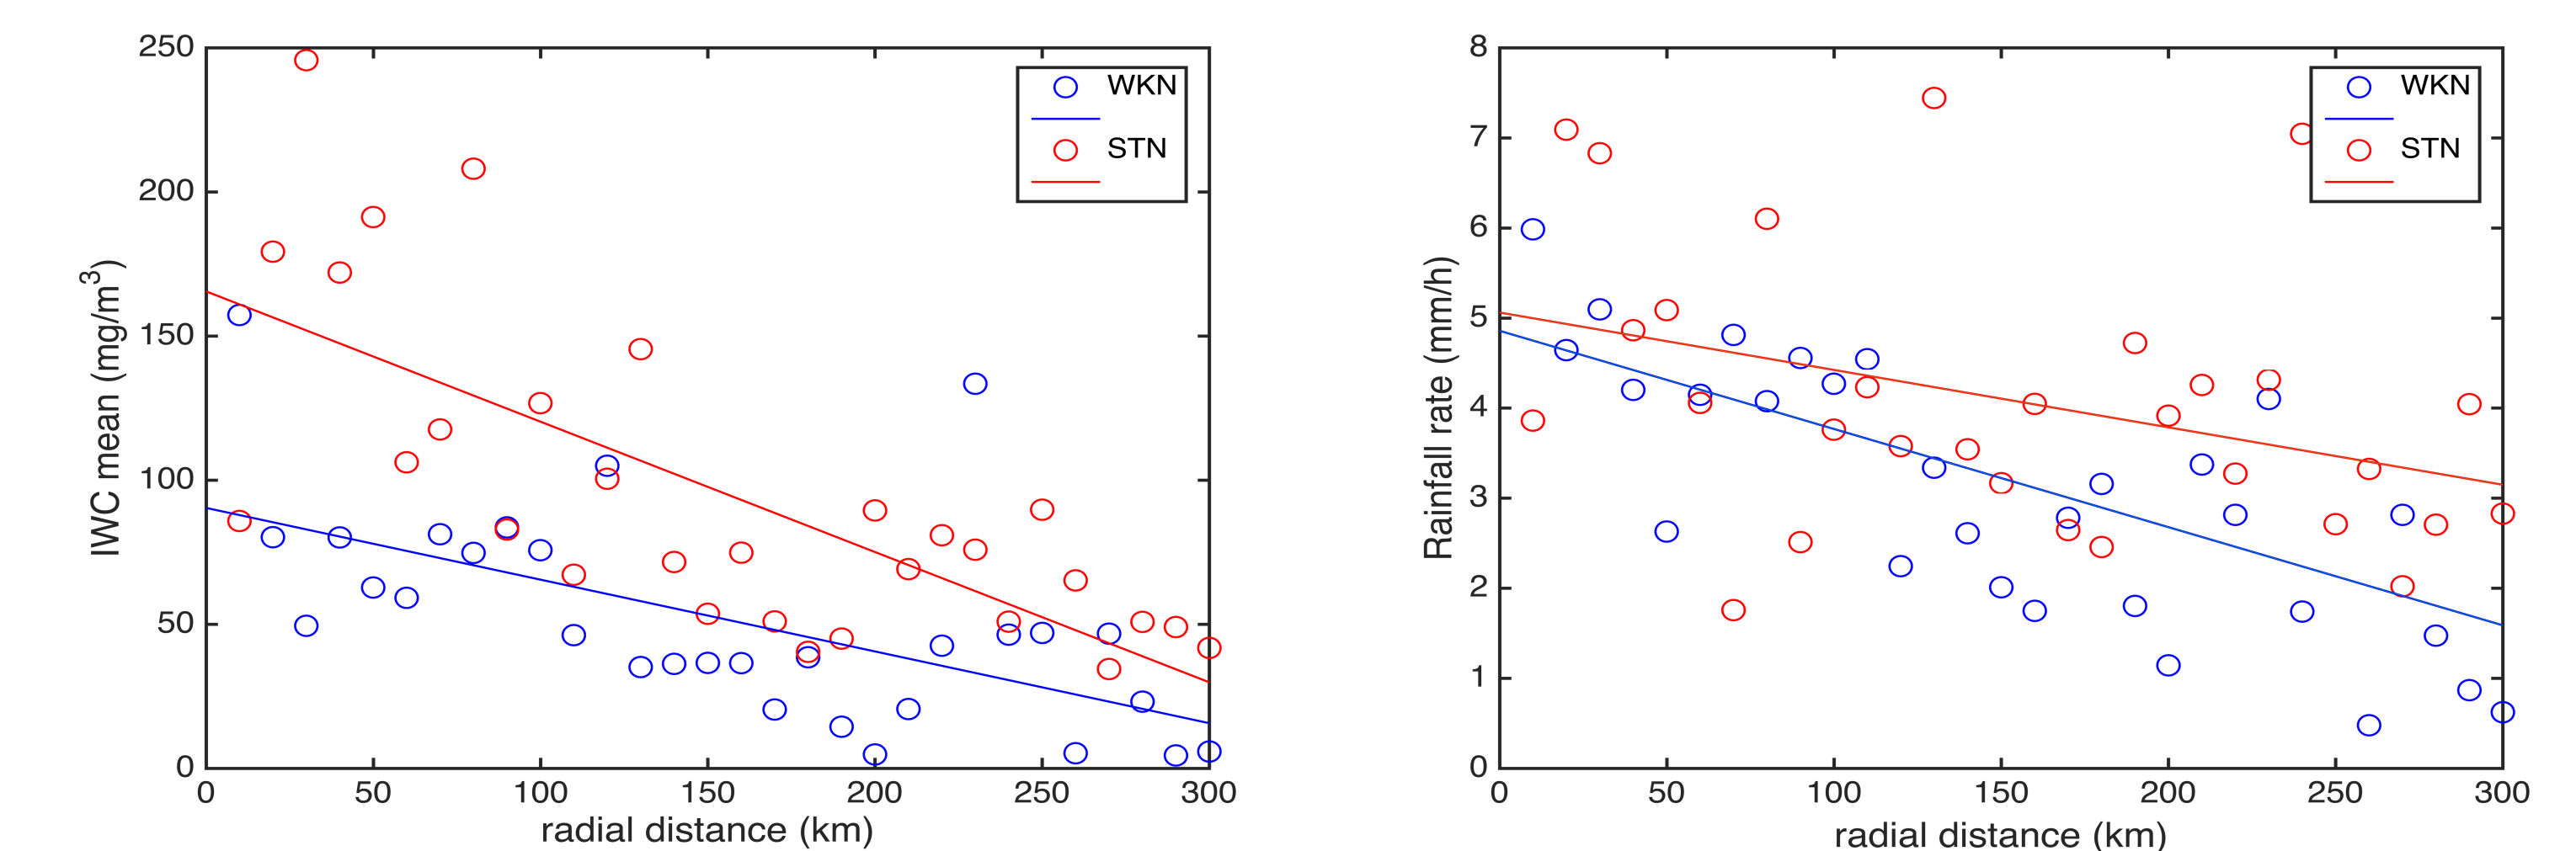 250
200
150
100
50
0
IWC mean (mg/m³)
0 50 100 150 200 250 300
radial distance (km)
WKN
STN
8
7
6
5
4
3
2
1
0
Rainfall rate (mm/h)
0 50 100 150 200 250 300
radial distance (km)
WKN
STN